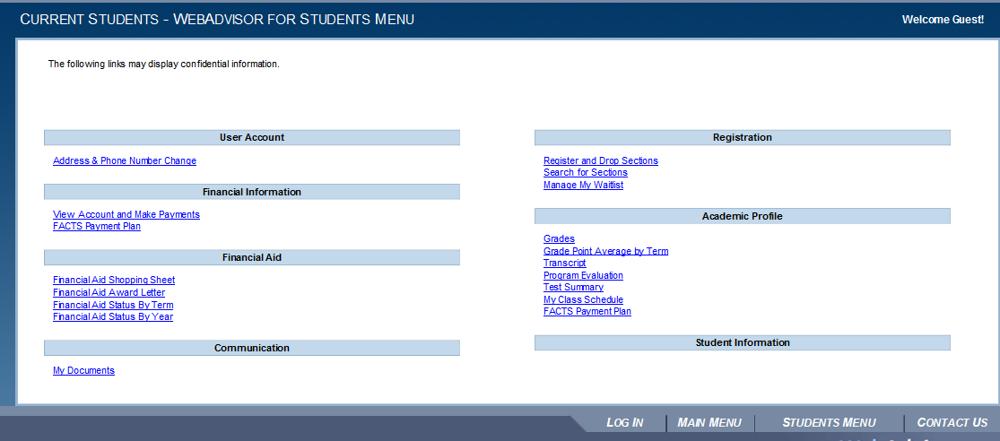 CURRENT STUDENTS - WEBADVISOR FOR STUDENTS MENU
Welcome Guest!
The following links may display confidential information.
User Account
Address & Phone Number Change
Financial Information
View Account and Make Payments
FACTS Payment Plan
Financial Aid
Financial Aid Shopping Sheet
Financial Aid Award Letter
Financial Aid Status By Term
Financial Aid Status By Year
Communication
My Documents
Registration
Register and Drop Sections
Search for Sections
Manage My Waitlist
Academic Profile
Grades
Grade Point Average by Term
Transcript
Program Evaluation
Test Summary
My Class Schedule
FACTS Payment Plan
Student Information
LOG IN
MAIN MENU
STUDENTS MENU
CONTACT US